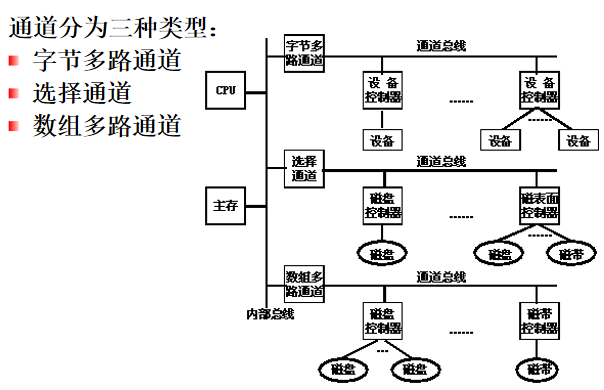 通道分为三种类型：
字节多路通道
选择通道
数组多路通道
CPU
主存
内部总线
字节多
路通道
通道总线
设备
控制器
......
设备
控制器
设备
设备
......
设备
选择
通道
通道总线
磁盘
控制器
......
磁表面
控制器
磁盘
磁盘
......
磁带
数组多
路通道
通道总线
磁盘
控制器
......
磁带
控制器
磁盘
...
磁盘
磁带